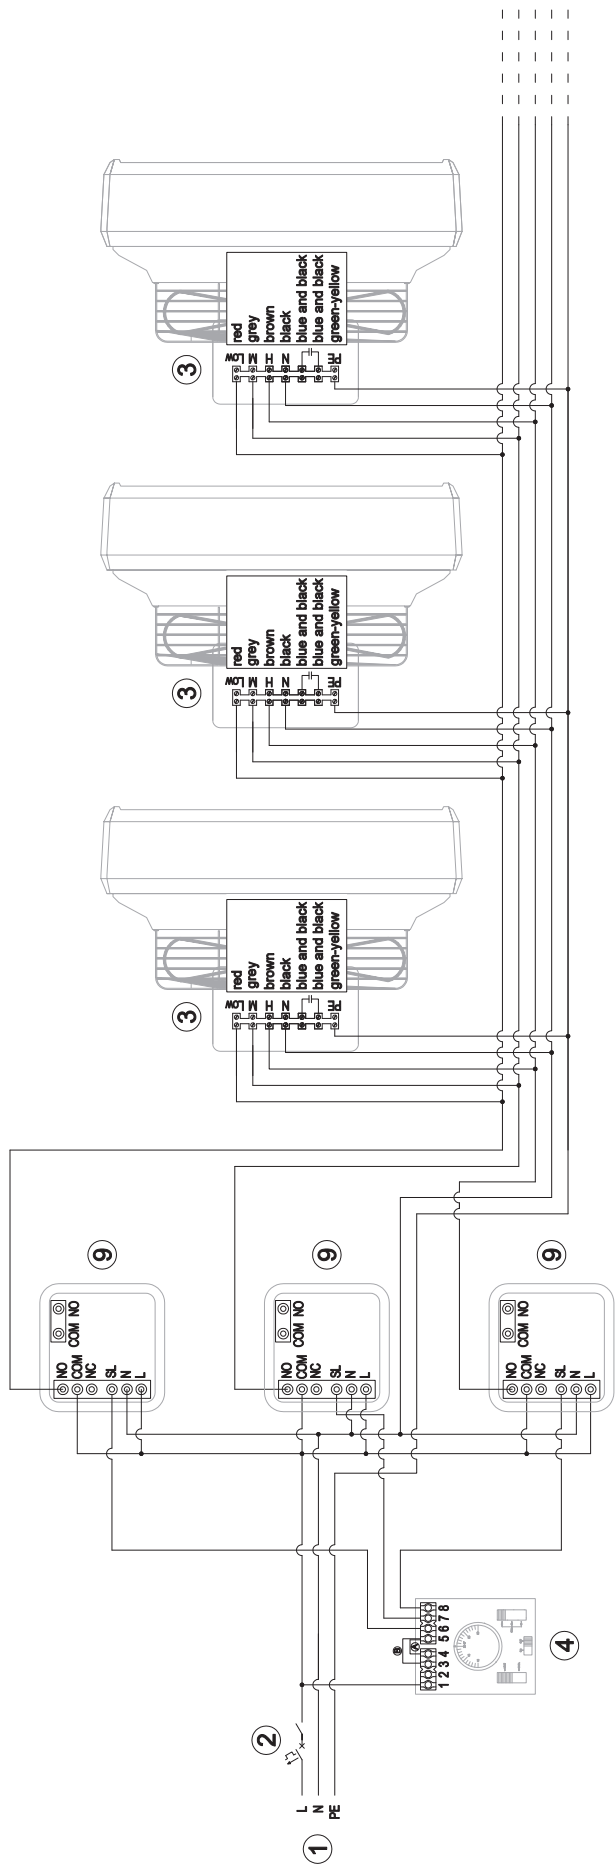 3
red
grey
brown
black
blue and black
blue and black
green-yellow
Low
M
H
N
PE
3
red
grey
brown
black
blue and black
blue and black
green-yellow
Low
M
H
N
PE
3
red
grey
brown
black
blue and black
blue and black
green-yellow
Low
M
H
N
PE
9
COM NO
NO
COM
NC
SL
N
L
9
COM NO
NO
COM
NC
SL
N
L
9
COM NO
NO
COM
NC
SL
N
L
4
B
A
1 2 3 4 5 6 7 8
2
L
N
PE
1